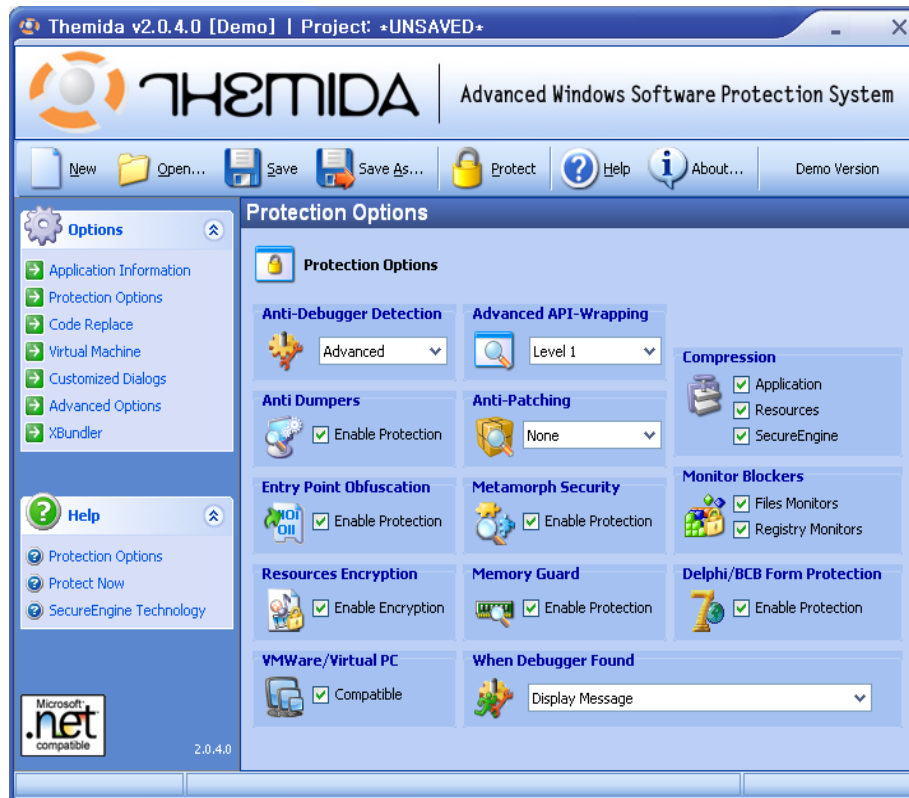 Themida v2.0.4.0 [Demo] | Project: *UNSAVED*
THEMIDA
Advanced Windows Software Protection System
New Open... Save Save As... Protect Help About... Demo Version
Options
Application Information
Protection Options
Code Replace
Virtual Machine
Customized Dialogs
Advanced Options
XBundler
Help
Protection Options
Protect Now
SecureEngine Technology
Microsoft
.net
compatible
2.0.4.0
Protection Options
Protection Options
Anti-Debugger Detection
Advanced
Advanced API-Wrapping
Level 1
Compression
Application
Resources
SecureEngine
Anti Dumpers
Enable Protection
Anti-Patching
None
Monitor Blockers
Files Monitors
Registry Monitors
Entry Point Obfuscation
Enable Protection
Metamorph Security
Enable Protection
Resources Encryption
Enable Encryption
Memory Guard
Enable Protection
Delphi/BCB Form Protection
Enable Protection
VMWare/Virtual PC
Compatible
When Debugger Found
Display Message